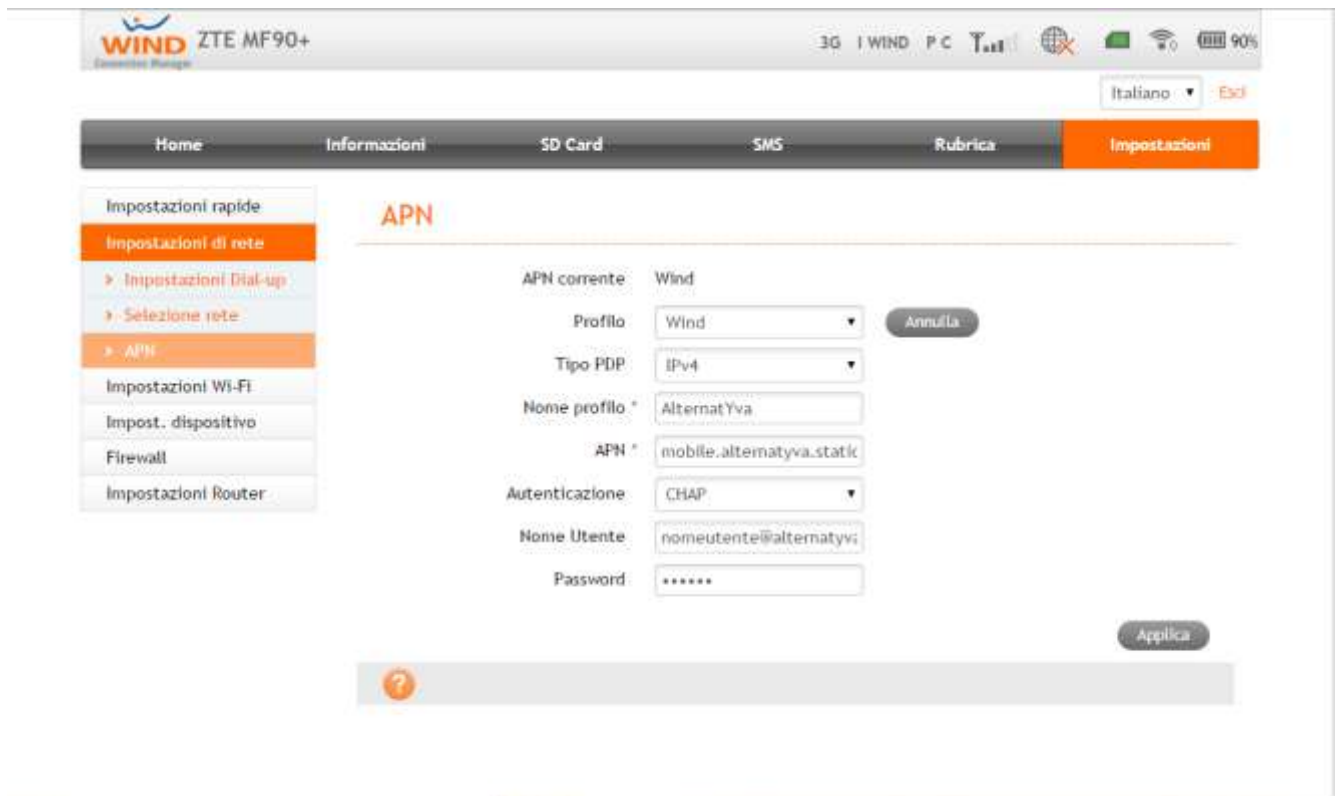 WIND ZTE MF90+ 3G I WIND P C 90%
Connection Manager
Italiano Esci
Home Informazioni SD Card SMS Rubrica Impostazioni
Impostazioni rapide
Impostazioni di rete
Impostazioni Dial-up
Selezione rete
APN
Impostazioni Wi-Fi
Impost. dispositivo
Firewall
Impostazioni Router
APN
APN corrente Wind
Profilo Wind Annulla
Tipo PDP IPv4
Nome profilo * AlternatYva
APN * mobile.alternatyva.static
Autenticazione CHAP
Nome Utente nomeutente@alternatyva
Password ••••••
Applica
?